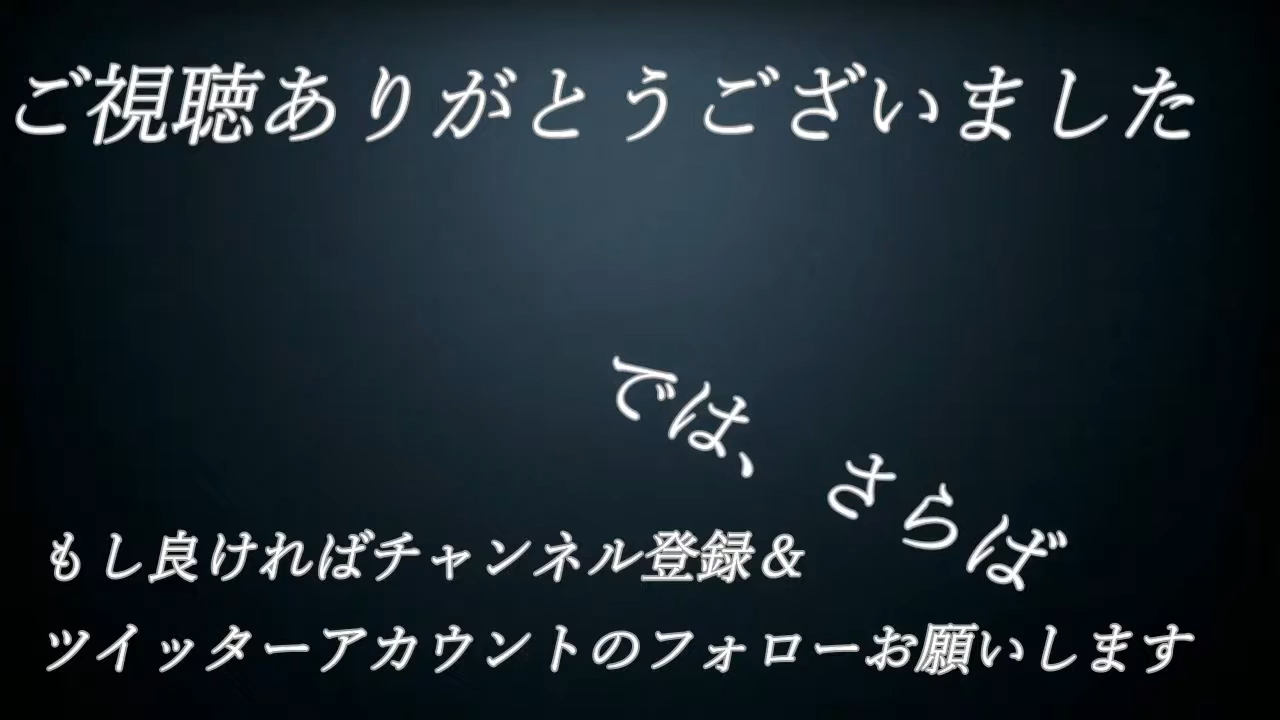 ご視聴ありがとうございました
では、さらば
もし良ければチャンネル登録＆
ツイッターアカウントのフォローお願いします